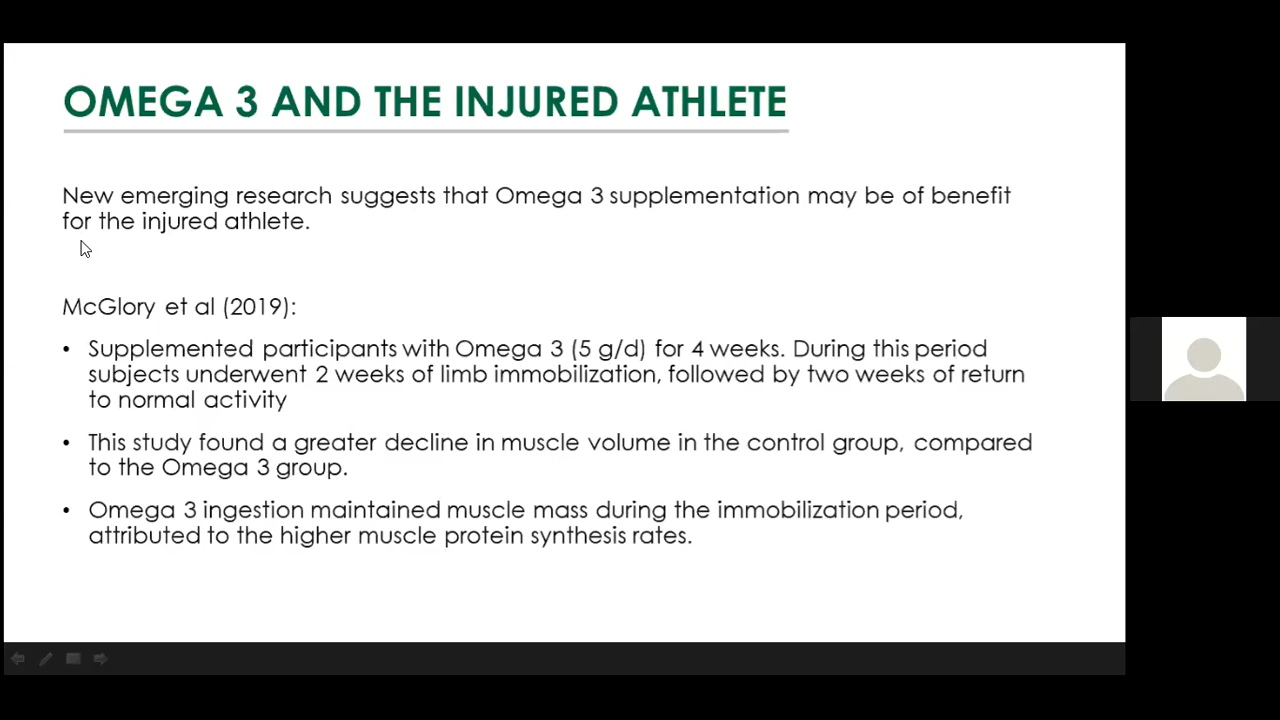 OMEGA 3 AND THE INJURED ATHLETE
New emerging research suggests that Omega 3 supplementation may be of benefit
for the injured athlete.
McGlory et al (2019):
• Supplemented participants with Omega 3 (5 g/d) for 4 weeks. During this period
subjects underwent 2 weeks of limb immobilization, followed by two weeks of return
to normal activity
• This study found a greater decline in muscle volume in the control group, compared
to the Omega 3 group.
• Omega 3 ingestion maintained muscle mass during the immobilization period,
attributed to the higher muscle protein synthesis rates.